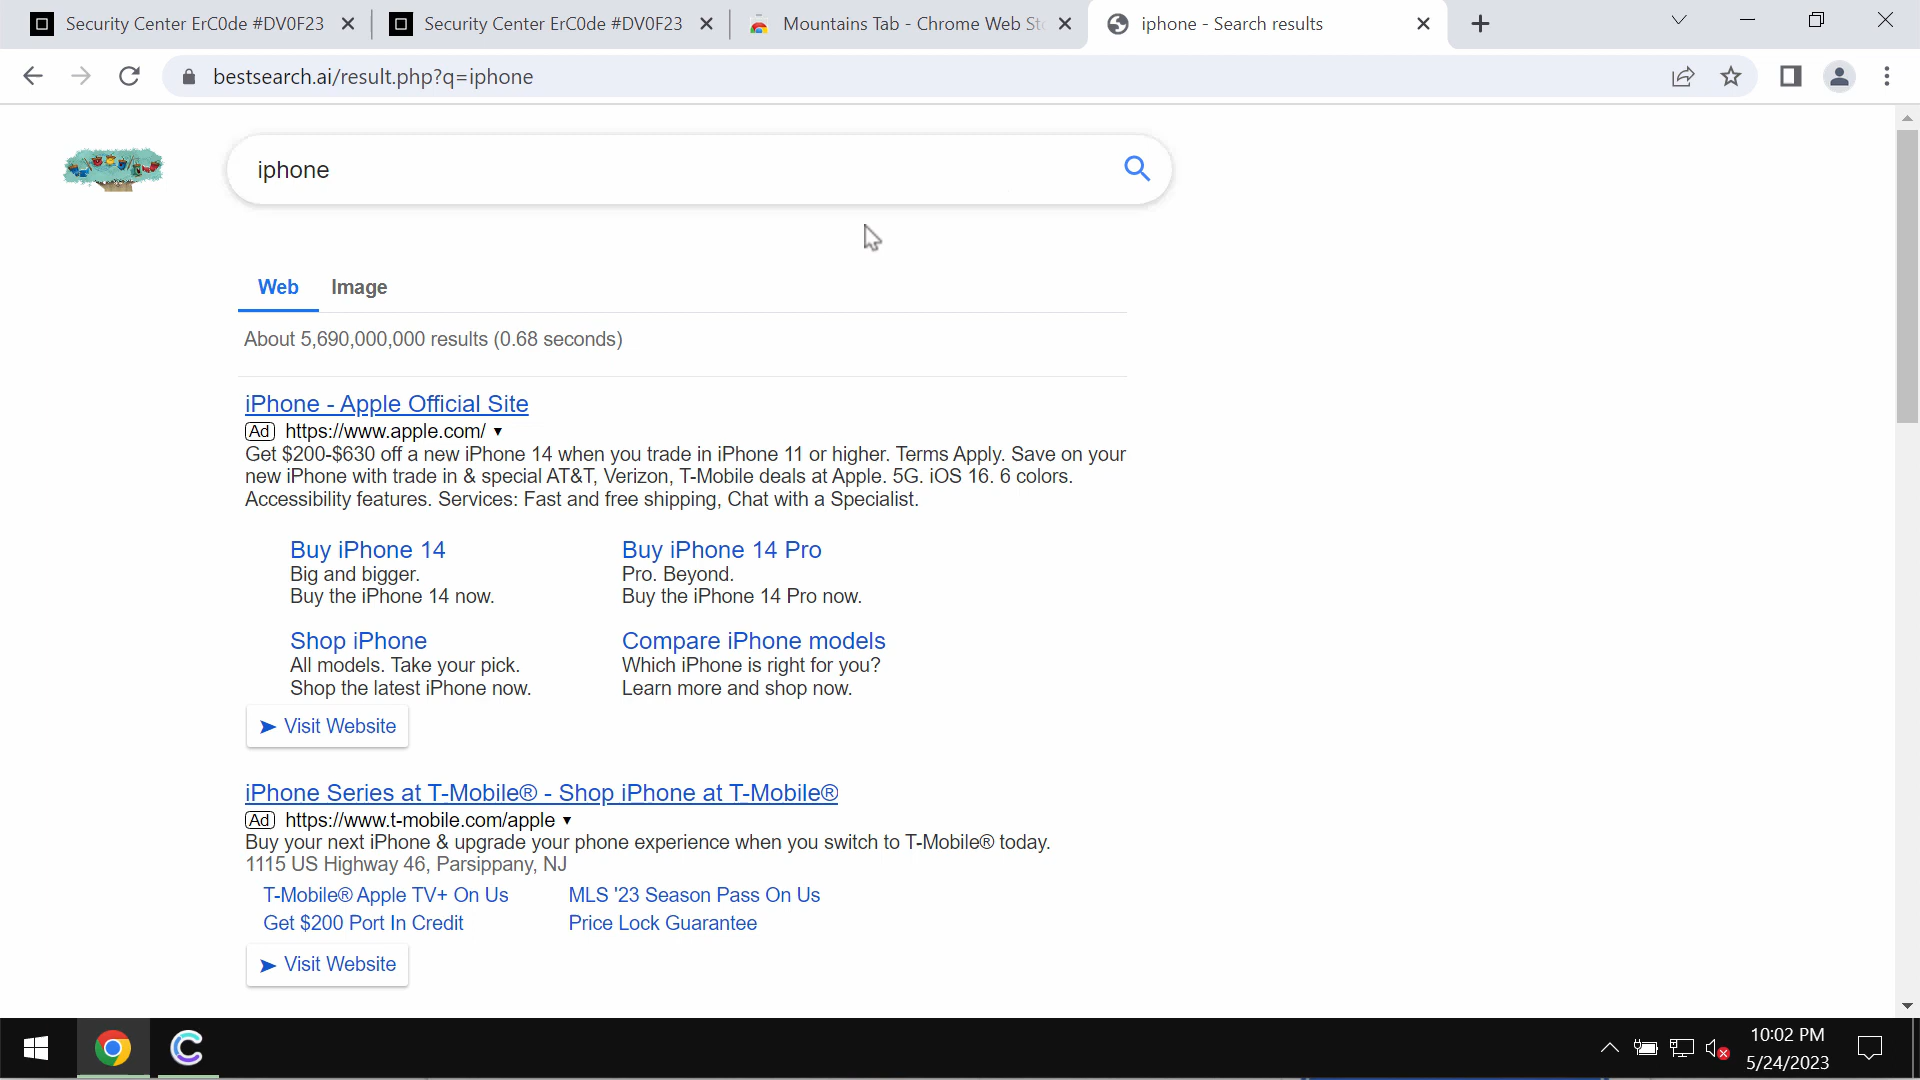 Security Center ErC0de #DV0F23
Security Center ErC0de #DV0F23
Mountains Tab - Chrome Web Sto
iphone - Search results
bestsearch.ai/result.php?q=iphone
iphone
Web
Image
About 5,690,000,000 results (0.68 seconds)
iPhone - Apple Official Site
Ad https://www.apple.com/
Get $200-$630 off a new iPhone 14 when you trade in iPhone 11 or higher. Terms Apply. Save on your
new iPhone with trade in & special AT&T, Verizon, T-Mobile deals at Apple. 5G. iOS 16. 6 colors.
Accessibility features. Services: Fast and free shipping, Chat with a Specialist.
Buy iPhone 14
Big and bigger.
Buy the iPhone 14 now.
Buy iPhone 14 Pro
Pro. Beyond.
Buy the iPhone 14 Pro now.
Shop iPhone
All models. Take your pick.
Shop the latest iPhone now.
Compare iPhone models
Which iPhone is right for you?
Learn more and shop now.
Visit Website
iPhone Series at T-Mobile® - Shop iPhone at T-Mobile®
Ad https://www.t-mobile.com/apple
Buy your next iPhone & upgrade your phone experience when you switch to T-Mobile® today.
1115 US Highway 46, Parsippany, NJ
T-Mobile® Apple TV+ On Us
MLS '23 Season Pass On Us
Get $200 Port In Credit
Price Lock Guarantee
Visit Website
10:02 PM
5/24/2023